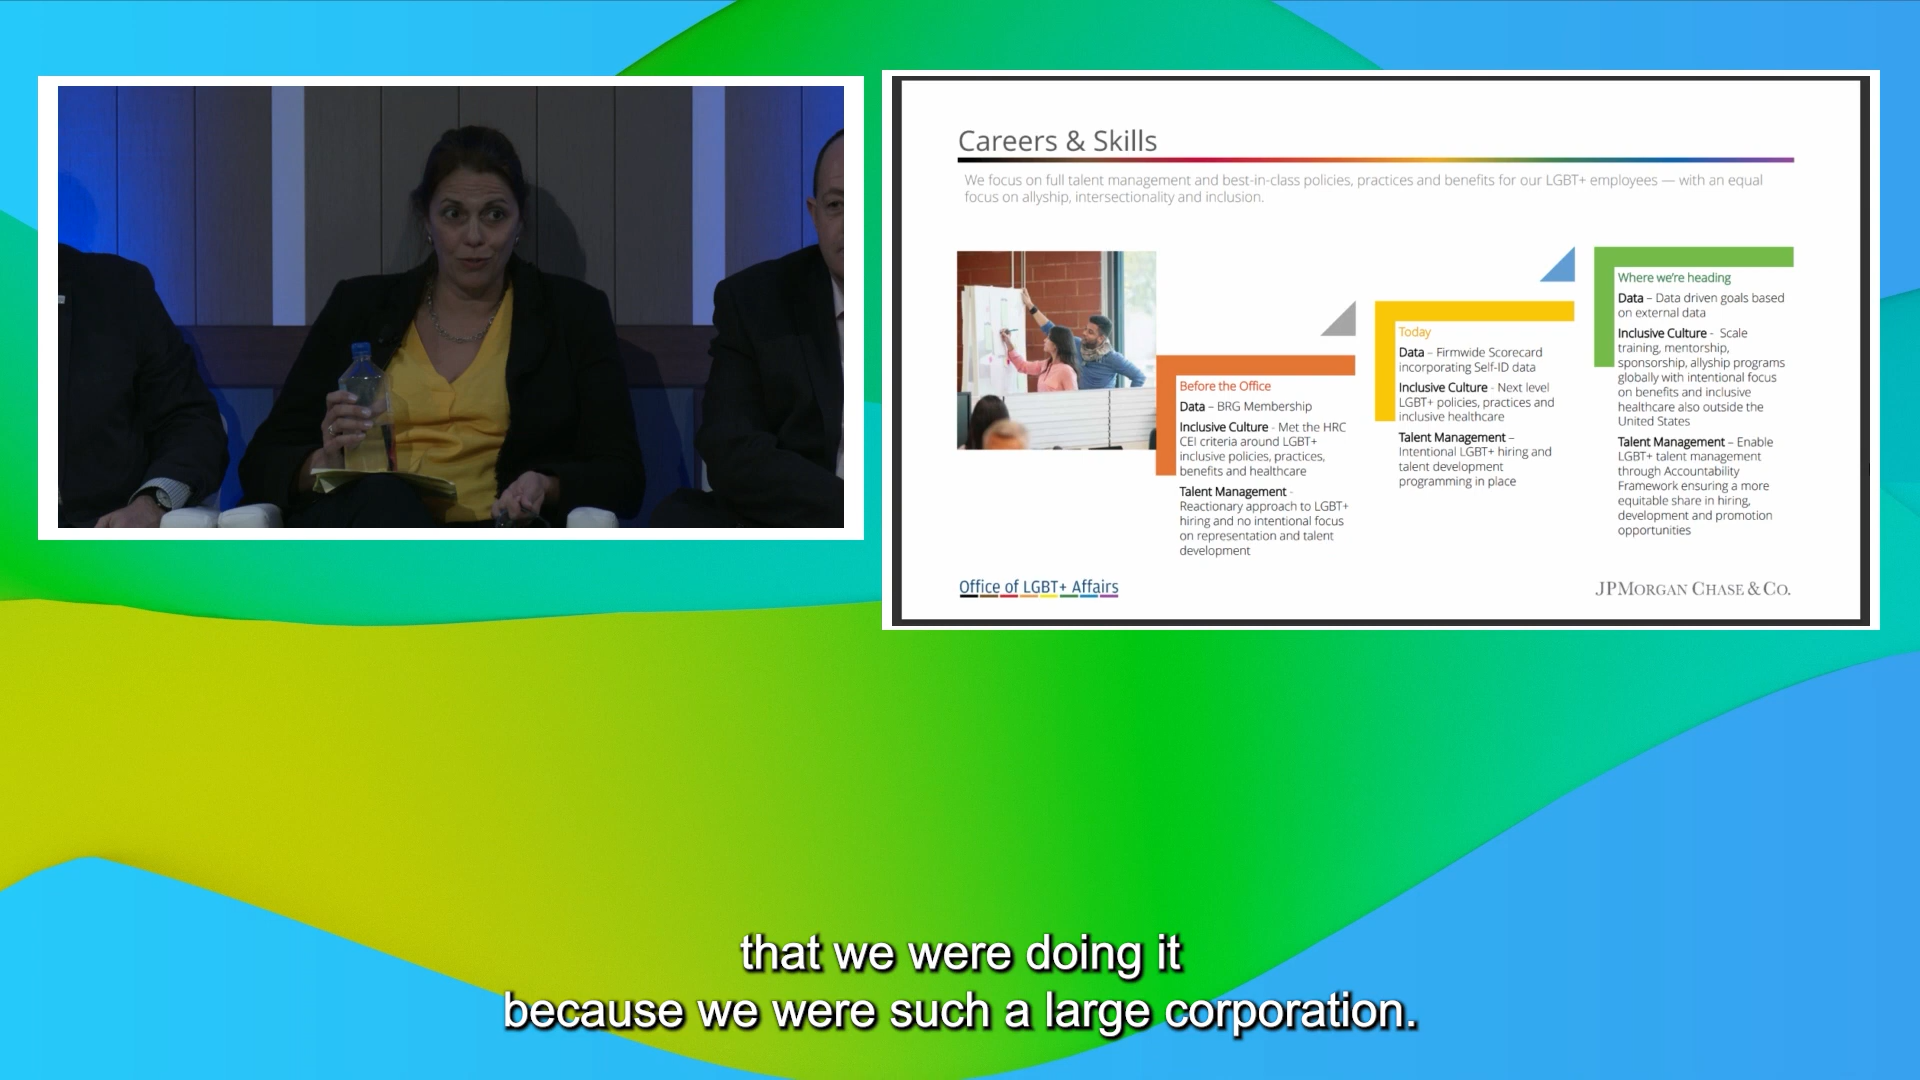 Careers & Skills
We focus on full talent management and best-in-class policies, practices and benefits for our LGBT+ employees — with an equal
focus on allyship, intersectionality and inclusion.
Before the Office
Data – BRG Membership
Inclusive Culture - Met the HRC
CEI criteria around LGBT+
inclusive policies, practices,
benefits and healthcare
Talent Management -
Reactionary approach to LGBT+
hiring and no intentional focus
on representation and talent
development
Today
Data – Firmwide Scorecard
incorporating Self-ID data
Inclusive Culture - Next level
LGBT+ policies, practices and
inclusive healthcare
Talent Management –
Intentional LGBT+ hiring and
talent development
programming in place
Where we're heading
Data – Data driven goals based
on external data
Inclusive Culture - Scale
training, mentorship,
sponsorship, allyship programs
globally with intentional focus
on benefits and inclusive
healthcare also outside the
United States
Talent Management – Enable
LGBT+ talent management
through Accountability
Framework ensuring a more
equitable share in hiring,
development and promotion
opportunities
Office of LGBT+ Affairs
JPMORGAN CHASE & CO.
that we were doing it
because we were such a large corporation.